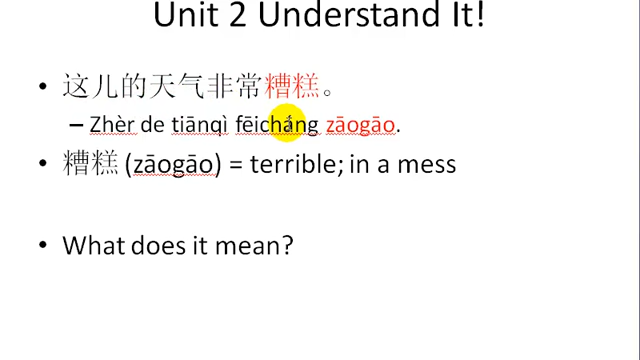 Unit 2 Understand It!
• 这儿的天气非常糟糕。
– Zhèr de tiānqì fēicháng zāogāo.
• 糟糕 (zāogāo) = terrible; in a mess
• What does it mean?